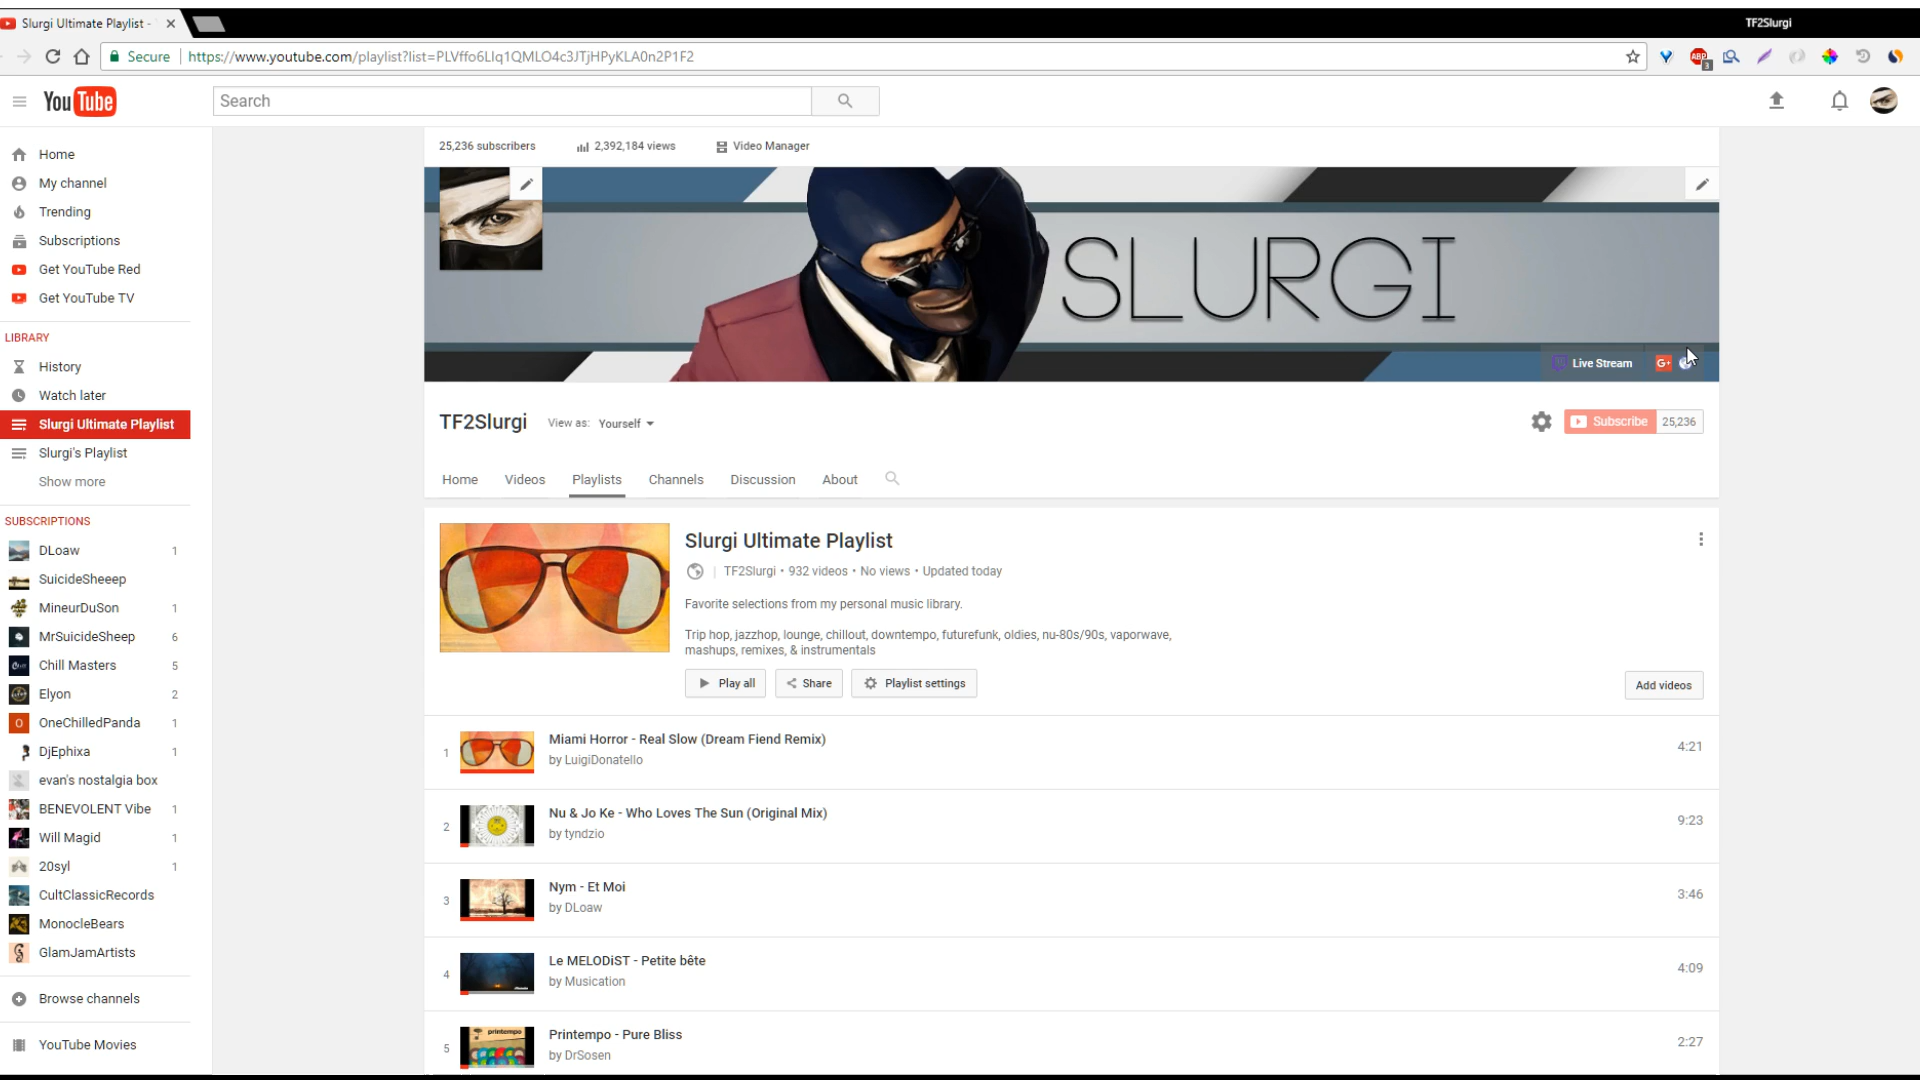 Slurgi Ultimate Playlist -
TF2Slurgi
Secure https://www.youtube.com/playlist?list=PLVffo6LIq1QMLO4c3JTjHPyKLA0n2P1F2
ABP 3
YouTube
Search
Home
My channel
Trending
Subscriptions
Get YouTube Red
Get YouTube TV
LIBRARY
History
Watch later
Slurgi Ultimate Playlist
Slurgi's Playlist
Show more
SUBSCRIPTIONS
DLoaw 1
SuicideSheeep
MineurDuSon 1
MrSuicideSheep 6
Chill Masters 5
Elyon 2
O OneChilledPanda 1
DjEphixa 1
evan's nostalgia box
BENEVOLENT Vibe 1
Will Magid 1
20syl 1
CultClassicRecords
MonocleBears
GlamJamArtists
Browse channels
YouTube Movies
25,236 subscribers 2,392,184 views Video Manager
SLURGI
Live Stream G+
TF2Slurgi View as: Yourself
Subscribe 25,236
Home Videos Playlists Channels Discussion About
Slurgi Ultimate Playlist
TF2Slurgi • 932 videos • No views • Updated today
Favorite selections from my personal music library.
Trip hop, jazzhop, lounge, chillout, downtempo, futurefunk, oldies, nu-80s/90s, vaporwave,
mashups, remixes, & instrumentals
Play all Share Playlist settings
Add videos
1 Miami Horror - Real Slow (Dream Fiend Remix) 4:21
by LuigiDonatello
2 Nu & Jo Ke - Who Loves The Sun (Original Mix) 9:23
by tyndzio
3 Nym - Et Moi 3:46
by DLoaw
4 Le MELODiST - Petite bête 4:09
by Musication
printempo
5 Printempo - Pure Bliss 2:27
by DrSosen